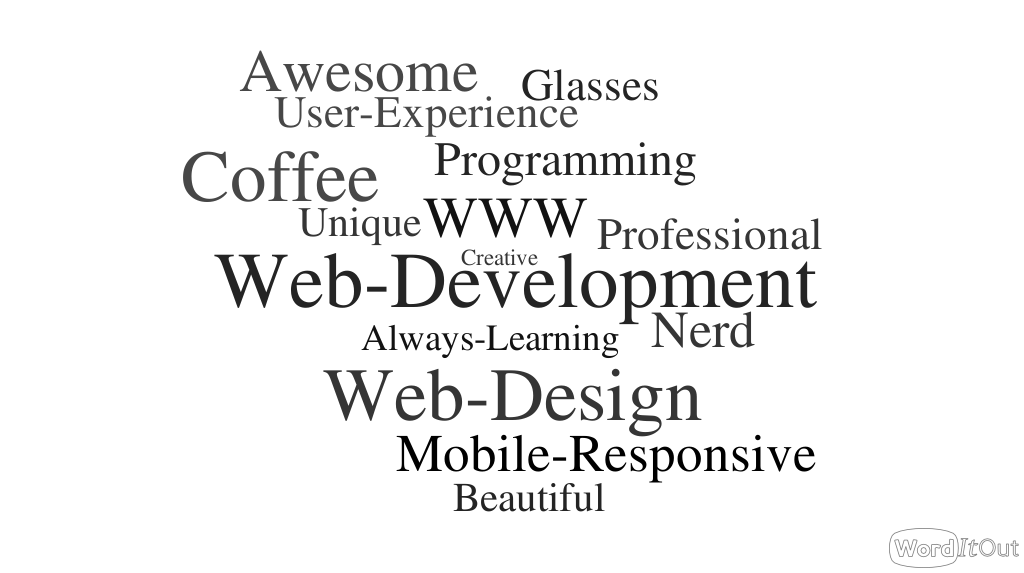 Awesome
Glasses
User-Experience
Coffee
Programming
Unique
WWW
Professional
Creative
Web-Development
Always-Learning
Nerd
Web-Design
Mobile-Responsive
Beautiful
WordItOut